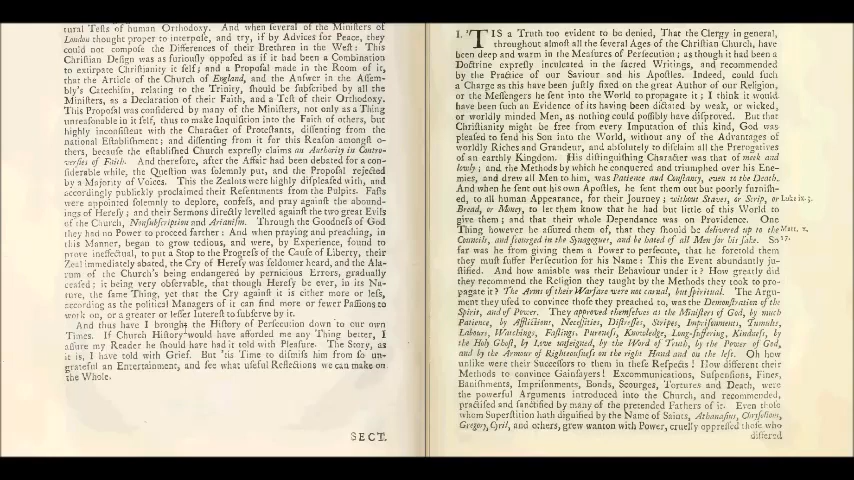 tural Tests of human Orthodoxy. And when several of the Ministers of
London thought proper to interpose, and try, if by Advices for Peace, they
could not compose the Differences of their Brethren in the West: This
Christian Design was as furiously opposed as if it had been a Combination
to extirpate Christianity it self; and a Proposal made in the Room of it,
that the Article of the Church of England, and the Answer in the Assem-
bly's Catechism, relating to the Trinity, should be subscribed by all the
Ministers, as a Declaration of their Faith, and a Test of their Orthodoxy.
This Proposal was considered by many of the Ministers, not only as a Thing
unreasonable in it self, thus to make Inquisition into the Faith of others, but
highly inconsistent with the Character of Protestants, dissenting from the
national Establishment; and dissenting from it for this Reason amongst o-
thers, because the established Church expresly claims an Authority in Contro-
versies of Faith. And therefore, after the Affair had been debated for a con-
siderable while, the Question was solemnly put, and the Proposal rejected
by a Majority of Voices. This the Zealots were highly displeased with, and
accordingly publickly proclaimed their Resentments from the Pulpits. Fasts
were appointed solemnly to deplore, confess, and pray against the abound-
ings of Heresy; and their Sermons directly levelled against the two great Evils
of the Church, Nonsubscription and Arianism. Through the Goodness of God
they had no Power to proceed farther: And when praying and preaching, in
this Manner, began to grow tedious, and were, by Experience, found to
prove ineffectual, to put a Stop to the Progress of the Cause of Liberty, their
Zeal immediately abated, the Cry of Heresy was seldomer heard, and the Ala-
rum of the Church's being endangered by pernicious Errors, gradually
ceased; it being very observable, that though Heresy be ever, in its Na-
ture, the same Thing, yet that the Cry against it is either more or less,
according as the political Managers of it can find more or fewer Passions to
work on, or a greater or lesser Interest to subserve by it.
And thus have I brought the History of Persecution down to our own
Times. If Church History would have afforded me any Thing better, I
assure my Reader he should have had it told with Pleasure. The Story, as
it is, I have told with Grief. But 'tis Time to dismiss him from so un-
grateful an Entertainment, and see what useful Reflections we can make on
the Whole.
SECT.
I. 'TIS a Truth too evident to be denied, That the Clergy in general,
throughout almost all the several Ages of the Christian Church, have
been deep and warm in the Measures of Persecution; as though it had been a
Doctrine expresly inculcated in the sacred Writings, and recommended
by the Practice of our Saviour and his Apostles. Indeed, could such
a Charge as this have been justly fixed on the great Author of our Religion,
or the Messengers he sent into the World to propagate it; I think it would
have been such an Evidence of its having been dictated by weak, or wicked,
or worldly minded Men, as nothing could possibly have disproved. But that
Christianity might be free from every Imputation of this kind, God was
pleased to send his Son into the World, without any of the Advantages of
worldly Riches and Grandeur, and absolutely to disclaim all the Prerogatives
of an earthly Kingdom. His distinguishing Character was that of meek and
lowly; and the Methods by which he conquered and triumphed over his Ene-
mies, and drew all Men to him, was Patience and Constancy, even to the Death.
And when he sent out his own Apostles, he sent them out but poorly furnish-
ed, to all human Appearance, for their Journey; without Staves, or Scrip, or Luke ix. 3.
Bread, or Money, to let them know that he had but little of this World to
give them; and that their whole Dependance was on Providence. One
Thing however he assured them of, that they should be delivered up to the Matt. x.
Councils, and scourged in the Synagogues, and be hated of all Men for his sake. So 17.
far was he from giving them a Power to persecute, that he foretold them
they must suffer Persecution for his Name: This the Event abundantly ju-
stified. And how amiable was their Behaviour under it? How greatly did
they recommend the Religion they taught by the Methods they took to pro-
pagate it? The Arms of their Warfare were not carnal, but spiritual. The Argu-
ment they used to convince those they preached to, was the Demonstration of the
Spirit, and of Power. They approved themselves as the Ministers of God, by much
Patience, by Afflictions, Necessities, Distresses, Stripes, Imprisonments, Tumults,
Labours, Watchings, Fastings, Pureness, Knowledge, Long-suffering, Kindness, by
the Holy Ghost, by Love unfeigned, by the Word of Truth, by the Power of God,
and by the Armour of Righteousness on the right Hand and on the left. Oh how
unlike were their Successors to them in these Respects! How different their
Methods to convince Gainsayers! Excommunications, Suspensions, Fines,
Banishments, Imprisonments, Bonds, Scourges, Tortures and Death, were
the powerful Arguments introduced into the Church, and recommended,
practised and sanctified by many of the pretended Fathers of it. Even those
whom Superstition hath dignified by the Name of Saints, Athanasius, Chrysostom,
Gregory, Cyril, and others, grew wanton with Power, cruelly oppressed those who
differed